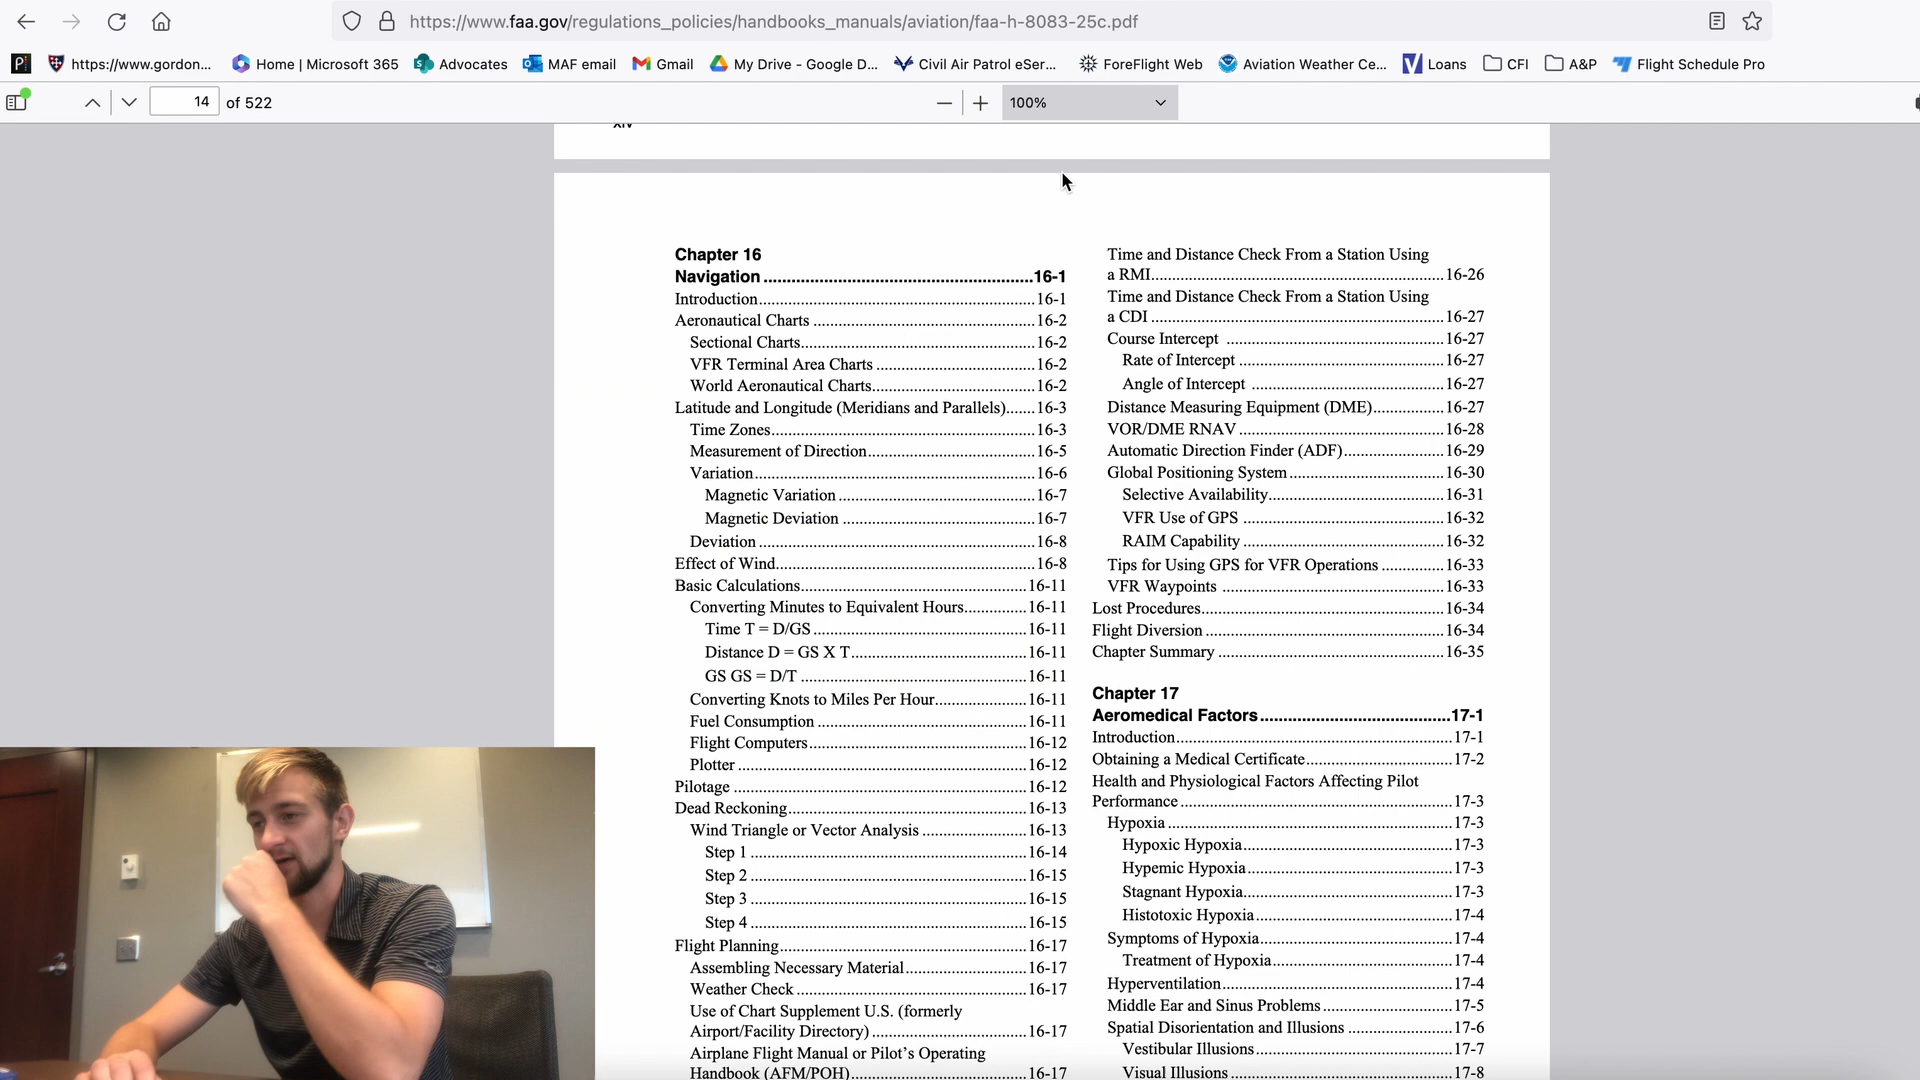 https://www.faa.gov/regulations_policies/handbooks_manuals/aviation/faa-h-8083-25c.pdf
https://www.gordon... Home | Microsoft 365 Advocates MAF email Gmail My Drive - Google D... Civil Air Patrol eSer... ForeFlight Web Aviation Weather Ce... Loans CFI A&P Flight Schedule Pro
14 of 522 100%
xiv
Chapter 16
Navigation ..........16-1
Introduction..........16-1
Aeronautical Charts ..........16-2
Sectional Charts..........16-2
VFR Terminal Area Charts ..........16-2
World Aeronautical Charts..........16-2
Latitude and Longitude (Meridians and Parallels).......16-3
Time Zones..........16-3
Measurement of Direction..........16-5
Variation..........16-6
Magnetic Variation ..........16-7
Magnetic Deviation ..........16-7
Deviation ..........16-8
Effect of Wind..........16-8
Basic Calculations..........16-11
Converting Minutes to Equivalent Hours..........16-11
Time T = D/GS ..........16-11
Distance D = GS X T..........16-11
GS GS = D/T ..........16-11
Converting Knots to Miles Per Hour..........16-11
Fuel Consumption ..........16-11
Flight Computers..........16-12
Plotter ..........16-12
Pilotage ..........16-12
Dead Reckoning..........16-13
Wind Triangle or Vector Analysis ..........16-13
Step 1 ..........16-14
Step 2 ..........16-15
Step 3 ..........16-15
Step 4 ..........16-15
Flight Planning..........16-17
Assembling Necessary Material..........16-17
Weather Check ..........16-17
Use of Chart Supplement U.S. (formerly
Airport/Facility Directory) ..........16-17
Airplane Flight Manual or Pilot's Operating
Handbook (AFM/POH)..........16-17
Time and Distance Check From a Station Using
a RMI..........16-26
Time and Distance Check From a Station Using
a CDI ..........16-27
Course Intercept ..........16-27
Rate of Intercept ..........16-27
Angle of Intercept ..........16-27
Distance Measuring Equipment (DME)..........16-27
VOR/DME RNAV ..........16-28
Automatic Direction Finder (ADF)..........16-29
Global Positioning System..........16-30
Selective Availability..........16-31
VFR Use of GPS ..........16-32
RAIM Capability ..........16-32
Tips for Using GPS for VFR Operations ..........16-33
VFR Waypoints ..........16-33
Lost Procedures..........16-34
Flight Diversion ..........16-34
Chapter Summary ..........16-35
Chapter 17
Aeromedical Factors..........17-1
Introduction..........17-1
Obtaining a Medical Certificate..........17-2
Health and Physiological Factors Affecting Pilot
Performance ..........17-3
Hypoxia ..........17-3
Hypoxic Hypoxia..........17-3
Hypemic Hypoxia..........17-3
Stagnant Hypoxia..........17-3
Histotoxic Hypoxia..........17-4
Symptoms of Hypoxia..........17-4
Treatment of Hypoxia..........17-4
Hyperventilation..........17-4
Middle Ear and Sinus Problems ..........17-5
Spatial Disorientation and Illusions ..........17-6
Vestibular Illusions..........17-7
Visual Illusions..........17-8